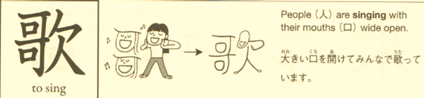 歌
to sing
People (人) are singing with
their mouths (口) wide open.
大きい口を開けてみんなで歌って
います。